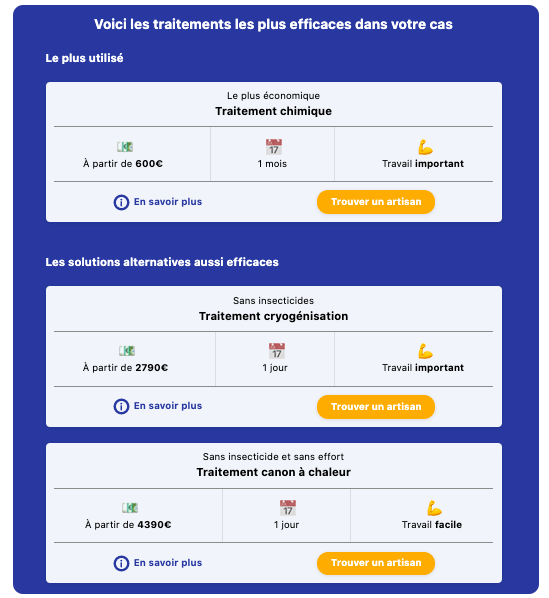 Voici les traitements les plus efficaces dans votre cas
Le plus utilisé
Le plus économique
Traitement chimique
À partir de 600€
1 mois
Travail important
En savoir plus
Trouver un artisan
Les solutions alternatives aussi efficaces
Sans insecticides
Traitement cryogénisation
À partir de 2790€
1 jour
Travail important
En savoir plus
Trouver un artisan
Sans insecticide et sans effort
Traitement canon à chaleur
À partir de 4390€
1 jour
Travail facile
En savoir plus
Trouver un artisan